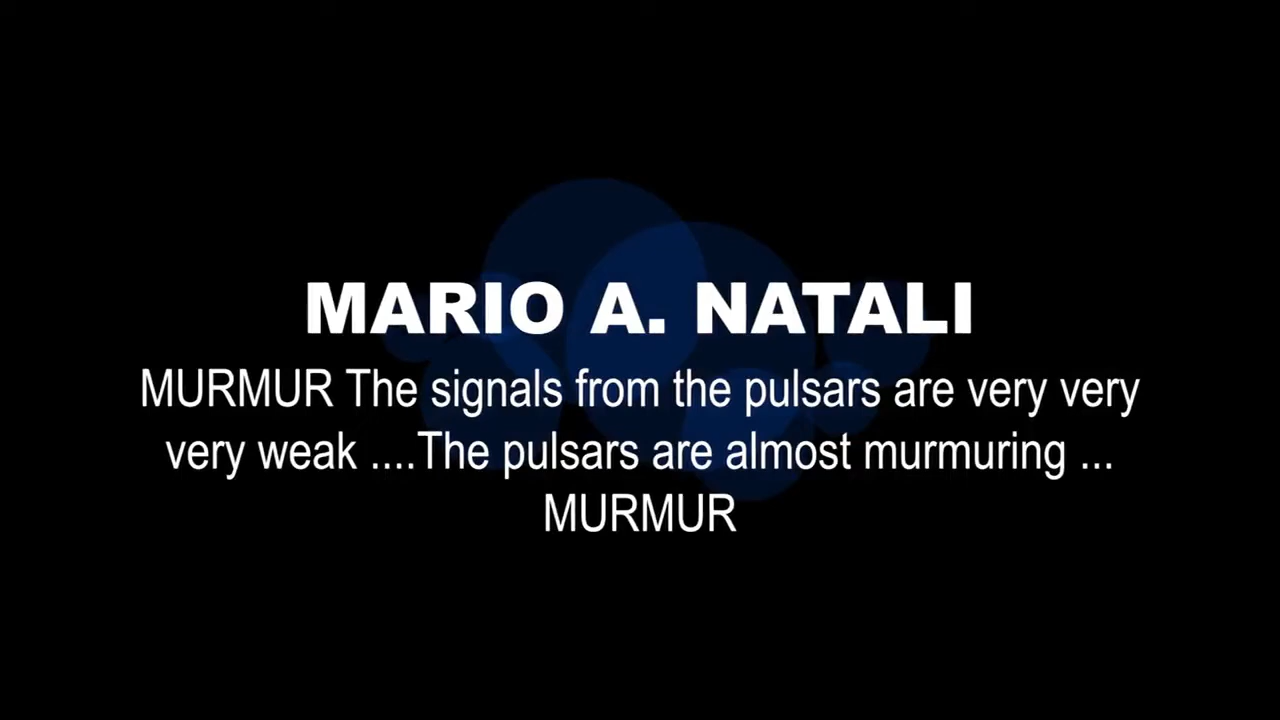 MARIO A. NATALI
MURMUR The signals from the pulsars are very very
very weak ....The pulsars are almost murmuring ...
MURMUR